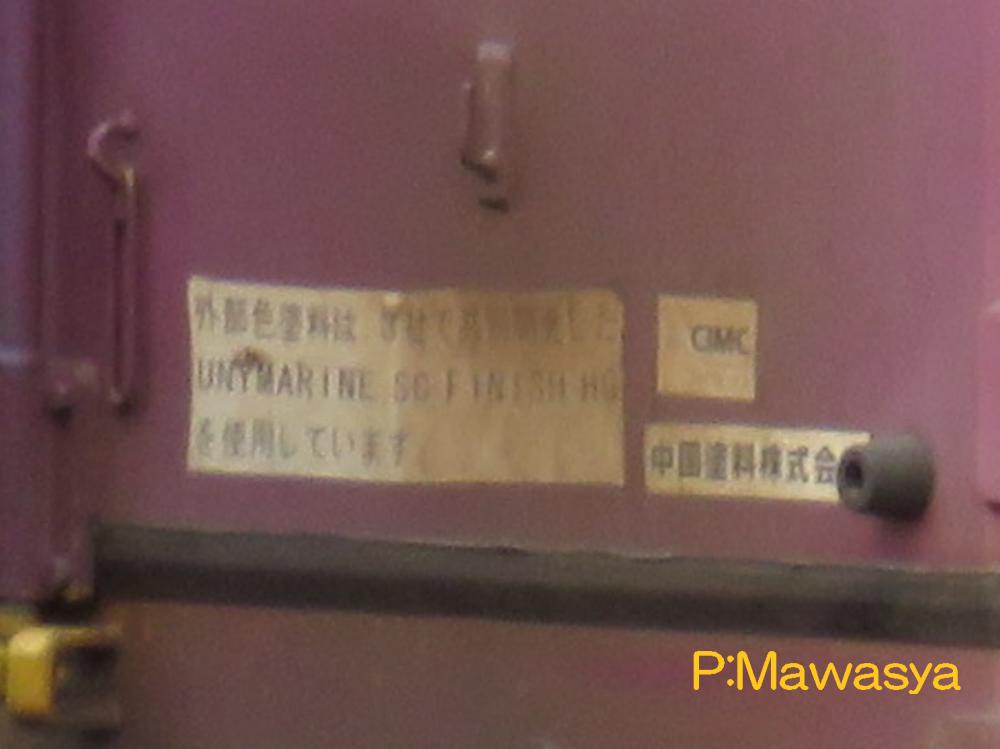 外部色塗料は
UNYMARINE SC FINISH HG
を使用しています
CIMC
中国塗料株式会
P:Mawasya